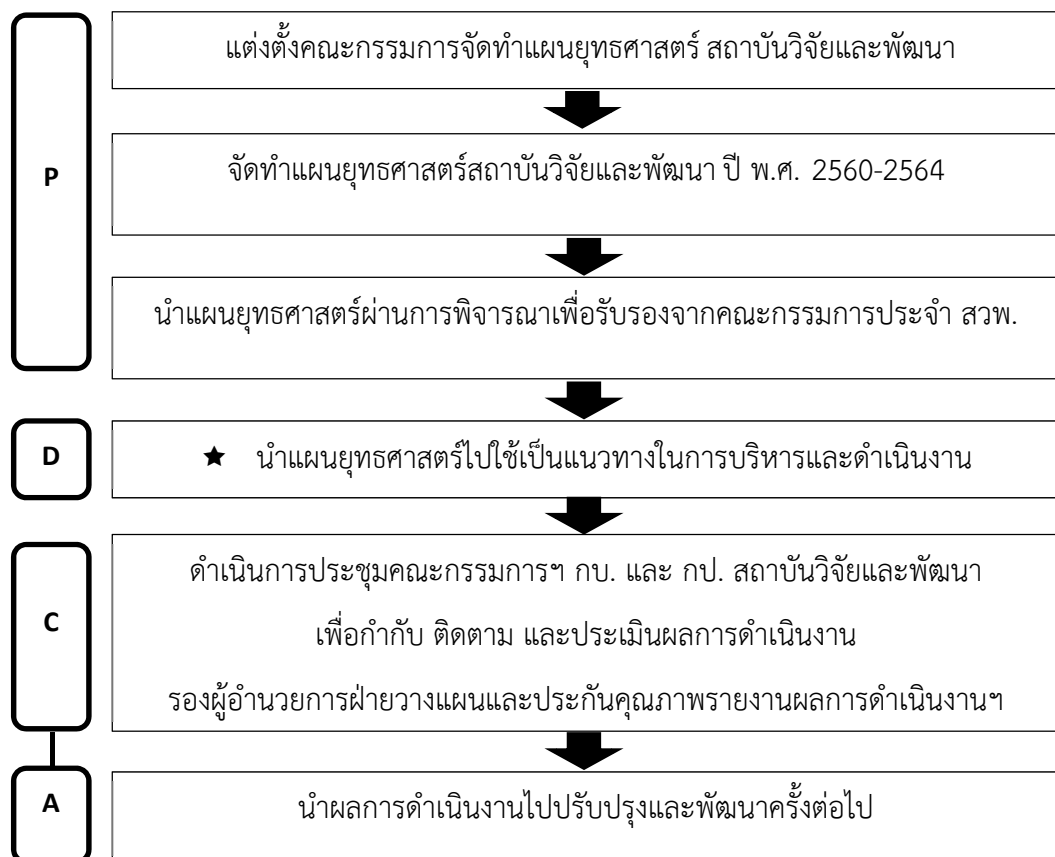 แต่งตั้งคณะกรรมการจัดทำแผนยุทธศาสตร์ สถาบันวิจัยและพัฒนา
P
จัดทำแผนยุทธศาสตร์สถาบันวิจัยและพัฒนา ปี พ.ศ. 2560-2564
นำแผนยุทธศาสตร์ผ่านการพิจารณาเพื่อรับรองจากคณะกรรมการประจำ สวพ.
D
★ นำแผนยุทธศาสตร์ไปใช้เป็นแนวทางในการบริหารและดำเนินงาน
C
ดำเนินการประชุมคณะกรรมการฯ กบ. และ กป. สถาบันวิจัยและพัฒนา
เพื่อกำกับ ติดตาม และประเมินผลการดำเนินงาน
รองผู้อำนวยการฝ่ายวางแผนและประกันคุณภาพรายงานผลการดำเนินงานฯ
A
นำผลการดำเนินงานไปปรับปรุงและพัฒนาครั้งต่อไป